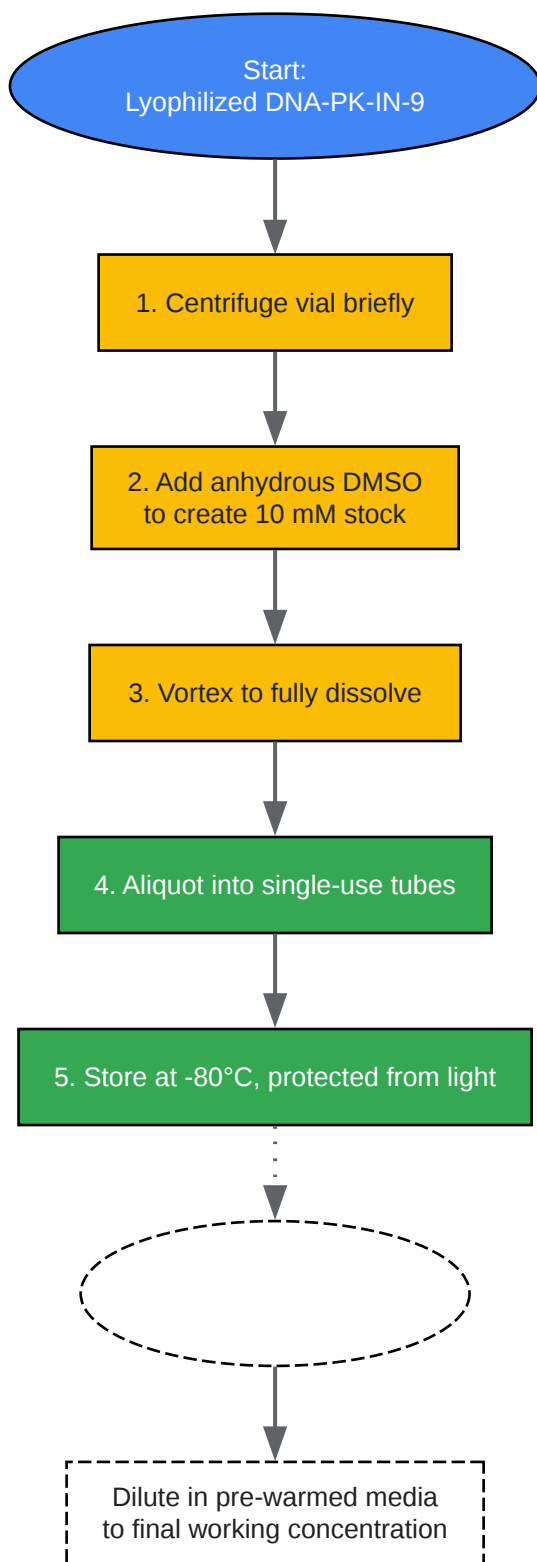 Start:
Lyophilized DNA-PK-IN-9
1. Centrifuge vial briefly
2. Add anhydrous DMSO
to create 10 mM stock
3. Vortex to fully dissolve
4. Aliquot into single-use tubes
5. Store at -80°C, protected from light
Dilute in pre-warmed media
to final working concentration